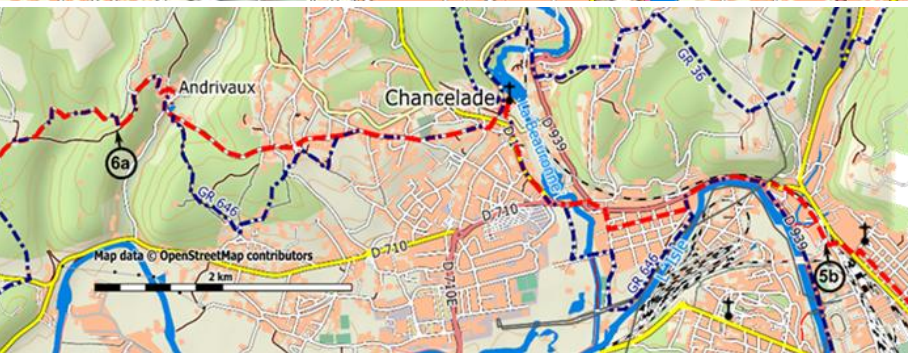 Andrivaux
Chancelade
GR 36
La Beauronne
D 939
D 1
6a
GR 646
D 710
D 710
D 710E
Map data © OpenStreetMap contributors
2 km
GR 646
L'Isle
D 939
5b